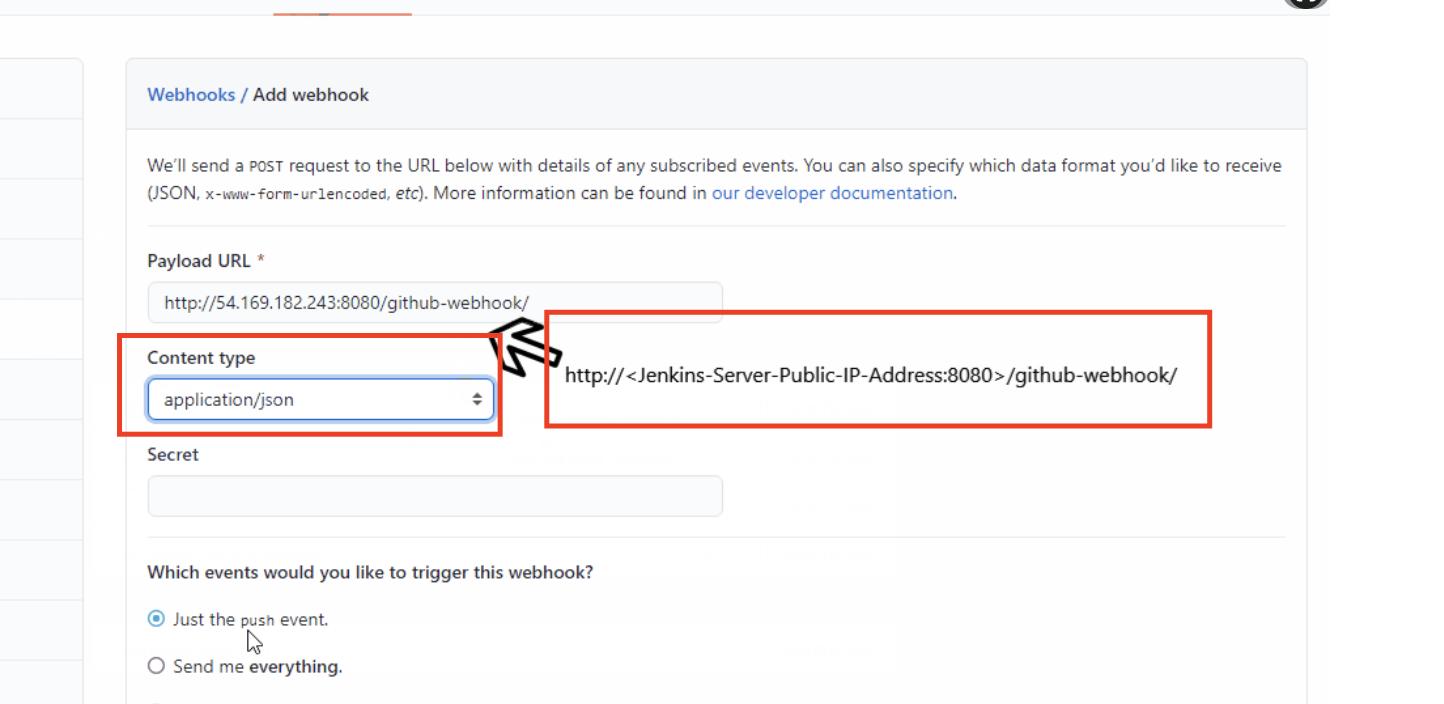 Webhooks / Add webhook
We'll send a POST request to the URL below with details of any subscribed events. You can also specify which data format you'd like to receive
(JSON, x-www-form-urlencoded, etc). More information can be found in our developer documentation.
Payload URL *
http://54.169.182.243:8080/github-webhook/
Content type
application/json
http://<Jenkins-Server-Public-IP-Address:8080>/github-webhook/
Secret
Which events would you like to trigger this webhook?
Just the push event.
Send me everything.